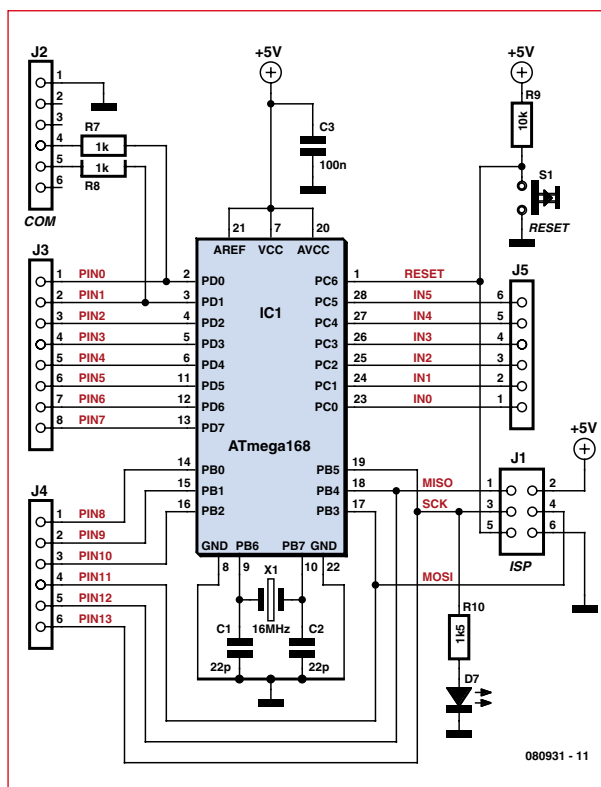 J2
1
2
3
4
5
6
COM
R7
1k
1k
R8
+5V
C3
100n
+5V
R9
10k
S1
RESET
J3
1 PIN0 2
2 PIN1 3
3 PIN2 4
4 PIN3 5
5 PIN4 6
6 PIN5 11
7 PIN6 12
8 PIN7 13
21 7 20
AREF VCC AVCC
PD0
PD1
PD2
PD3
PD4
PD5
PD6
PD7
IC1
ATmega168
PC6
PC5
PC4
PC3
PC2
PC1
PC0
1 RESET
J5
28 IN5 6
27 IN4 5
26 IN3 4
25 IN2 3
24 IN1 2
23 IN0 1
J4
1 PIN8
2 PIN9
3 PIN10
4 PIN11
5 PIN12
6 PIN13
14 PB0
15 PB1
16 PB2
PB5 19
PB4 18
PB3 17
MISO
SCK
MOSI
+5V
J1
1 2
3 4
5 6
ISP
GND PB6 PB7 GND
8 9 10 22
X1
16MHz
C1
22p
C2
22p
R10
1k5
D7
080931 - 11